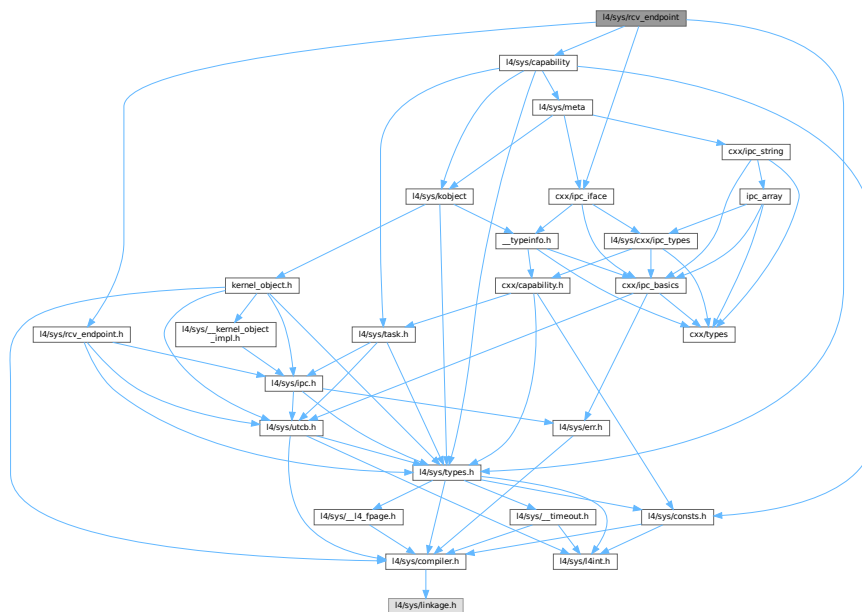 l4/sys/rcv_endpoint
l4/sys/capability
l4/sys/meta
cxx/ipc_string
l4/sys/kobject
cxx/ipc_iface
ipc_array
__typeinfo.h
l4/sys/cxx/ipc_types
kernel_object.h
cxx/capability.h
cxx/ipc_basics
l4/sys/rcv_endpoint.h
l4/sys/__kernel_object
_impl.h
l4/sys/task.h
cxx/types
l4/sys/ipc.h
l4/sys/utcb.h
l4/sys/err.h
l4/sys/types.h
l4/sys/__l4_fpage.h
l4/sys/__timeout.h
l4/sys/consts.h
l4/sys/compiler.h
l4/sys/l4int.h
l4/sys/linkage.h